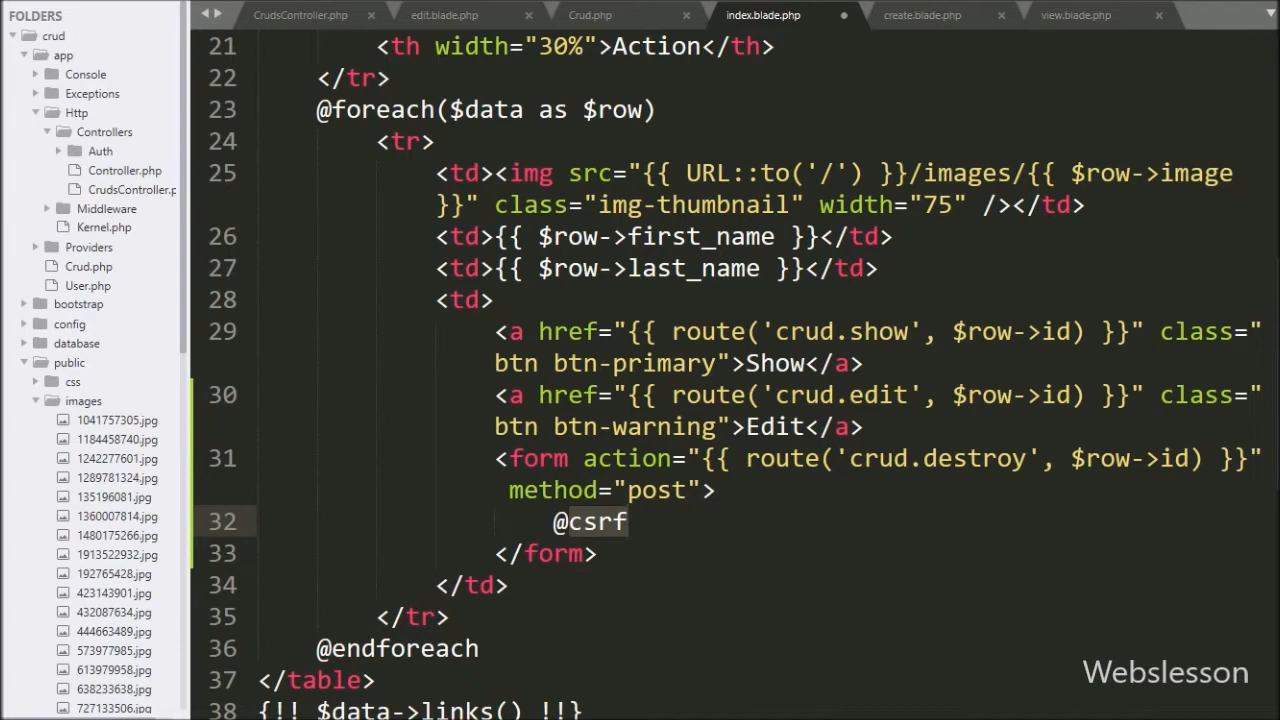 FOLDERS
crud
app
Console
Exceptions
Http
Controllers
Auth
Controller.php
CrudsController.p
Middleware
Kernel.php
Providers
Crud.php
User.php
bootstrap
config
database
public
css
images
1041757305.jpg
1184458740.jpg
1242277601.jpg
1289781324.jpg
135196081.jpg
1360007814.jpg
1480175266.jpg
1913522932.jpg
192765428.jpg
423143901.jpg
432087634.jpg
444663489.jpg
573977985.jpg
613979958.jpg
638233638.jpg
727133506.jpg
CrudsController.php × edit.blade.php × Crud.php × index.blade.php create.blade.php × view.blade.php ×
21 <th width="30%">Action</th>
22 </tr>
23 @foreach($data as $row)
24 <tr>
25 <td><img src="{{ URL::to('/') }}/images/{{ $row->image
}}" class="img-thumbnail" width="75" /></td>
26 <td>{{ $row->first_name }}</td>
27 <td>{{ $row->last_name }}</td>
28 <td>
29 <a href="{{ route('crud.show', $row->id) }}" class="
btn btn-primary">Show</a>
30 <a href="{{ route('crud.edit', $row->id) }}" class="
btn btn-warning">Edit</a>
31 <form action="{{ route('crud.destroy', $row->id) }}"
method="post">
32 @csrf
33 </form>
34 </td>
35 </tr>
36 @endforeach
37 </table>
38 {!! $data->links() !!}
Webslesson